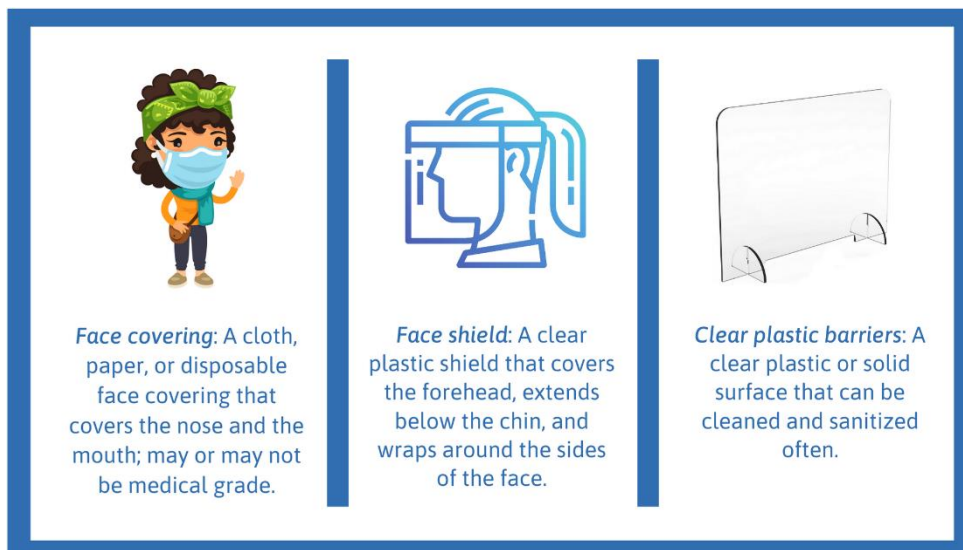 Face covering: A cloth,
paper, or disposable
face covering that
covers the nose and the
mouth; may or may not
be medical grade.
Face shield: A clear
plastic shield that covers
the forehead, extends
below the chin, and
wraps around the sides
of the face.
Clear plastic barriers: A
clear plastic or solid
surface that can be
cleaned and sanitized
often.